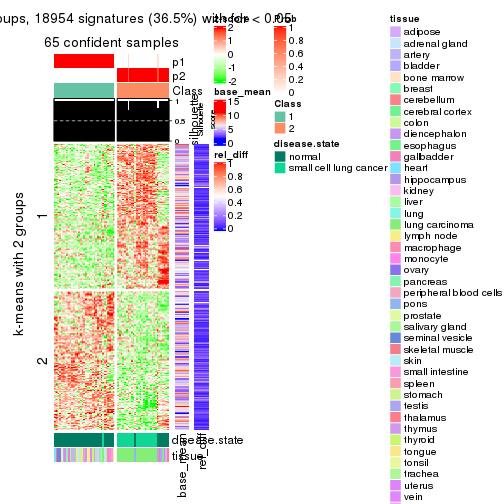 oups, 18954 signatures (36.5%) with fdr < 0.05
65 confident samples
p1
p2
Class
1
0.5
0
silhouette
k-means with 2 groups
1
2
disease.state
tissue
base_mean
rel_diff
z-score
2
1
0
-1
-2
base_mean
15
10
5
0
rel_diff
1
0.8
0.6
0.4
0.2
0
Prob
1
0.8
0.6
0.4
0.2
0
Class
1
2
disease.state
normal
small cell lung cancer
tissue
adipose
adrenal gland
artery
bladder
bone marrow
breast
cerebellum
cerebral cortex
colon
diencephalon
esophagus
gallbadder
heart
hippocampus
kidney
liver
lung
lung carcinoma
lymph node
macrophage
monocyte
ovary
pancreas
peripheral blood cells
pons
prostate
salivary gland
seminal vesicle
skeletal muscle
skin
small intestine
spleen
stomach
testis
thalamus
thymus
thyroid
tongue
tonsil
trachea
uterus
vein